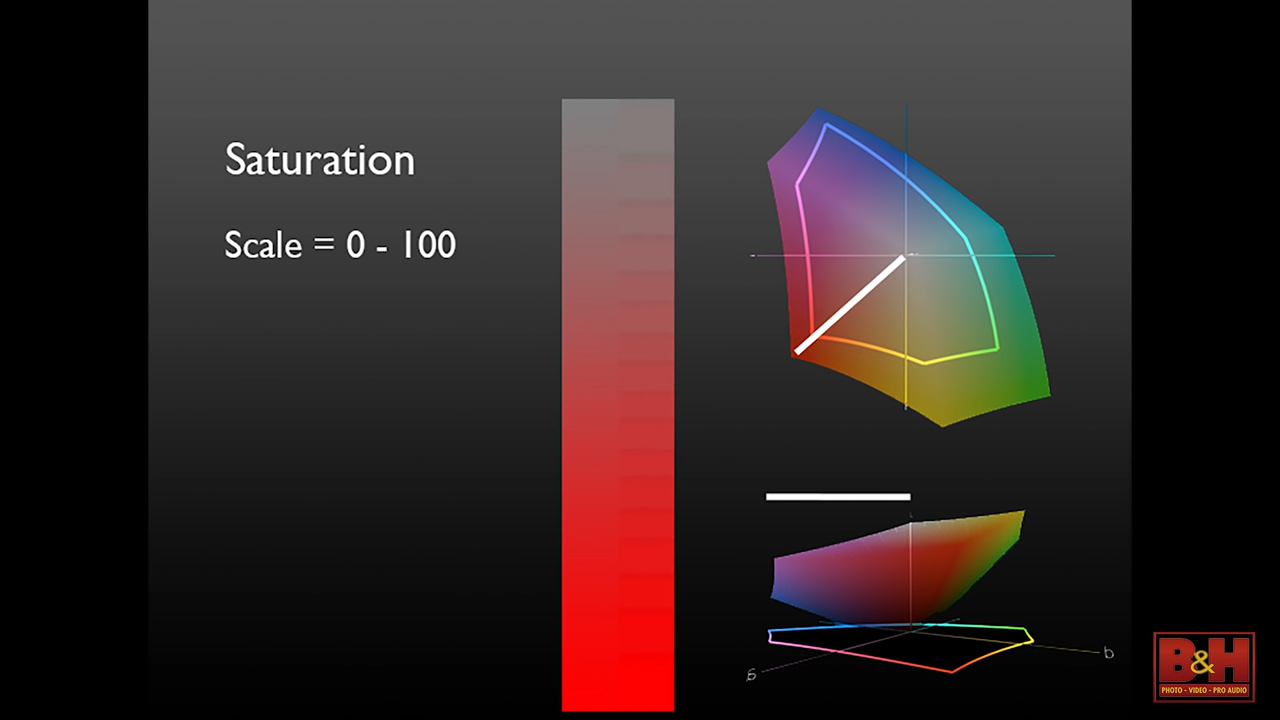 Saturation
Scale = 0 - 100
b
B&H
PHOTO - VIDEO - PRO AUDIO